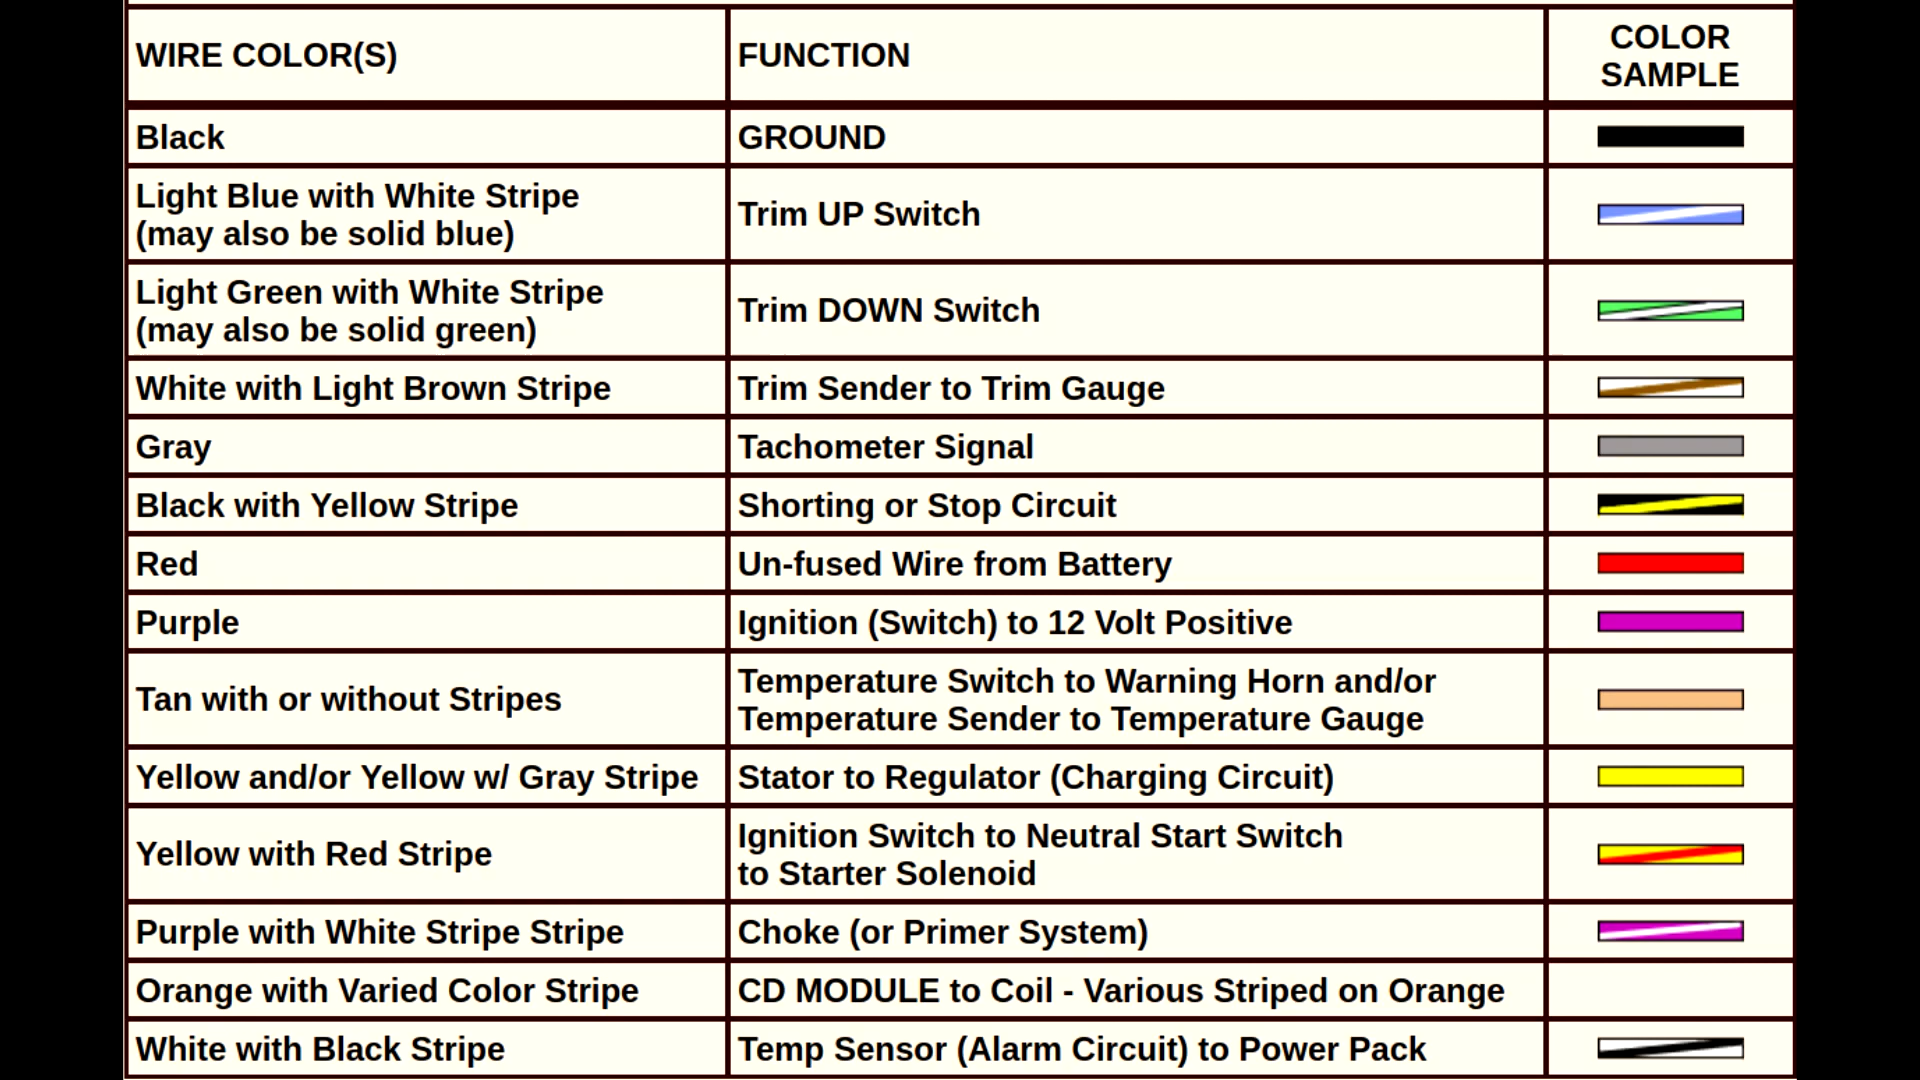 WIRE COLOR(S)
FUNCTION
COLOR
SAMPLE
Black
GROUND
Light Blue with White Stripe
(may also be solid blue)
Trim UP Switch
Light Green with White Stripe
(may also be solid green)
Trim DOWN Switch
White with Light Brown Stripe
Trim Sender to Trim Gauge
Gray
Tachometer Signal
Black with Yellow Stripe
Shorting or Stop Circuit
Red
Un-fused Wire from Battery
Purple
Ignition (Switch) to 12 Volt Positive
Tan with or without Stripes
Temperature Switch to Warning Horn and/or
Temperature Sender to Temperature Gauge
Yellow and/or Yellow w/ Gray Stripe
Stator to Regulator (Charging Circuit)
Yellow with Red Stripe
Ignition Switch to Neutral Start Switch
to Starter Solenoid
Purple with White Stripe Stripe
Choke (or Primer System)
Orange with Varied Color Stripe
CD MODULE to Coil - Various Striped on Orange
White with Black Stripe
Temp Sensor (Alarm Circuit) to Power Pack